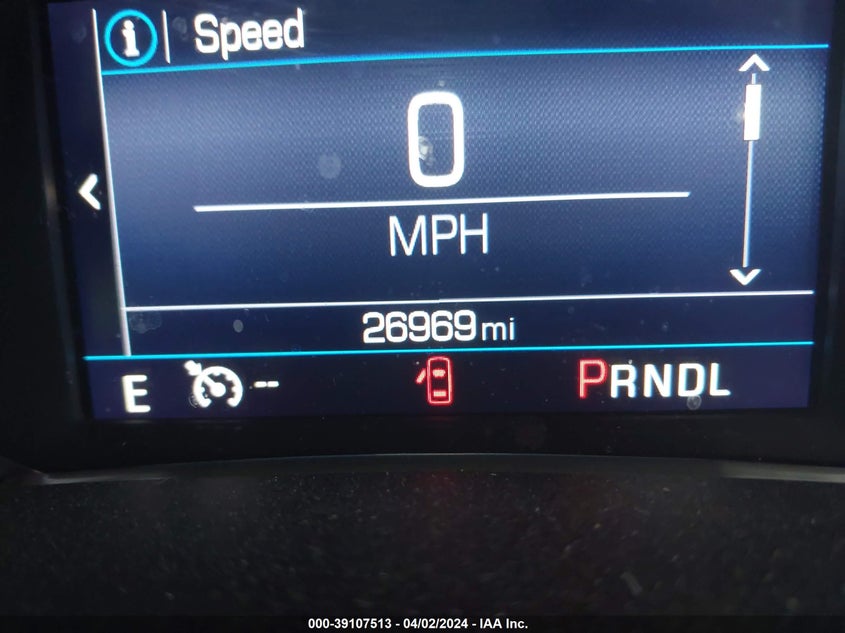 i | Speed
0
MPH
26969 mi
E -- PRNDL
000-39107513 - 04/02/2024 - IAA Inc.